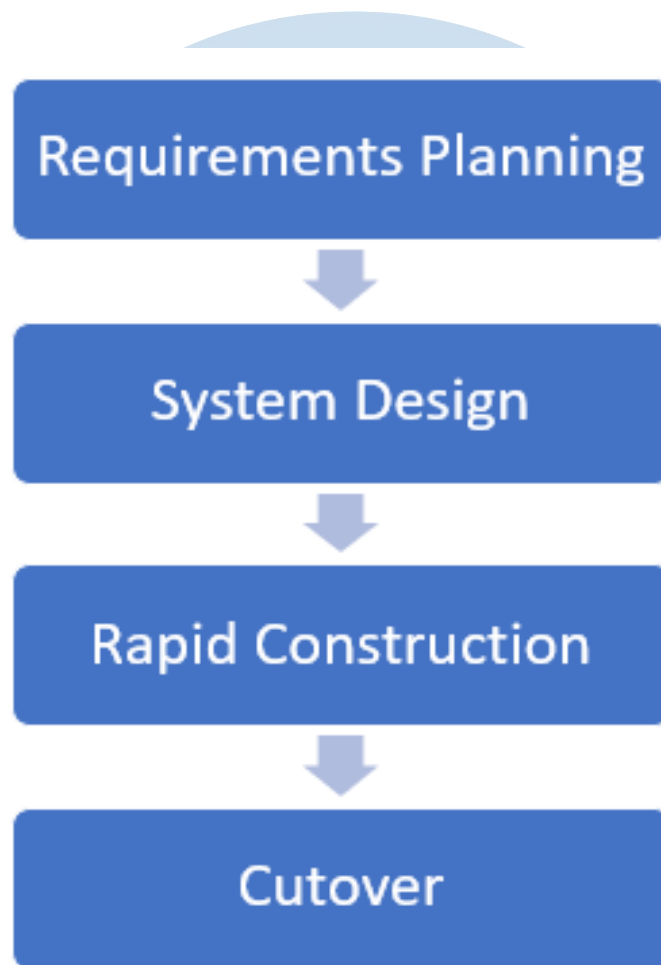 Requirements Planning
System Design
Rapid Construction
Cutover